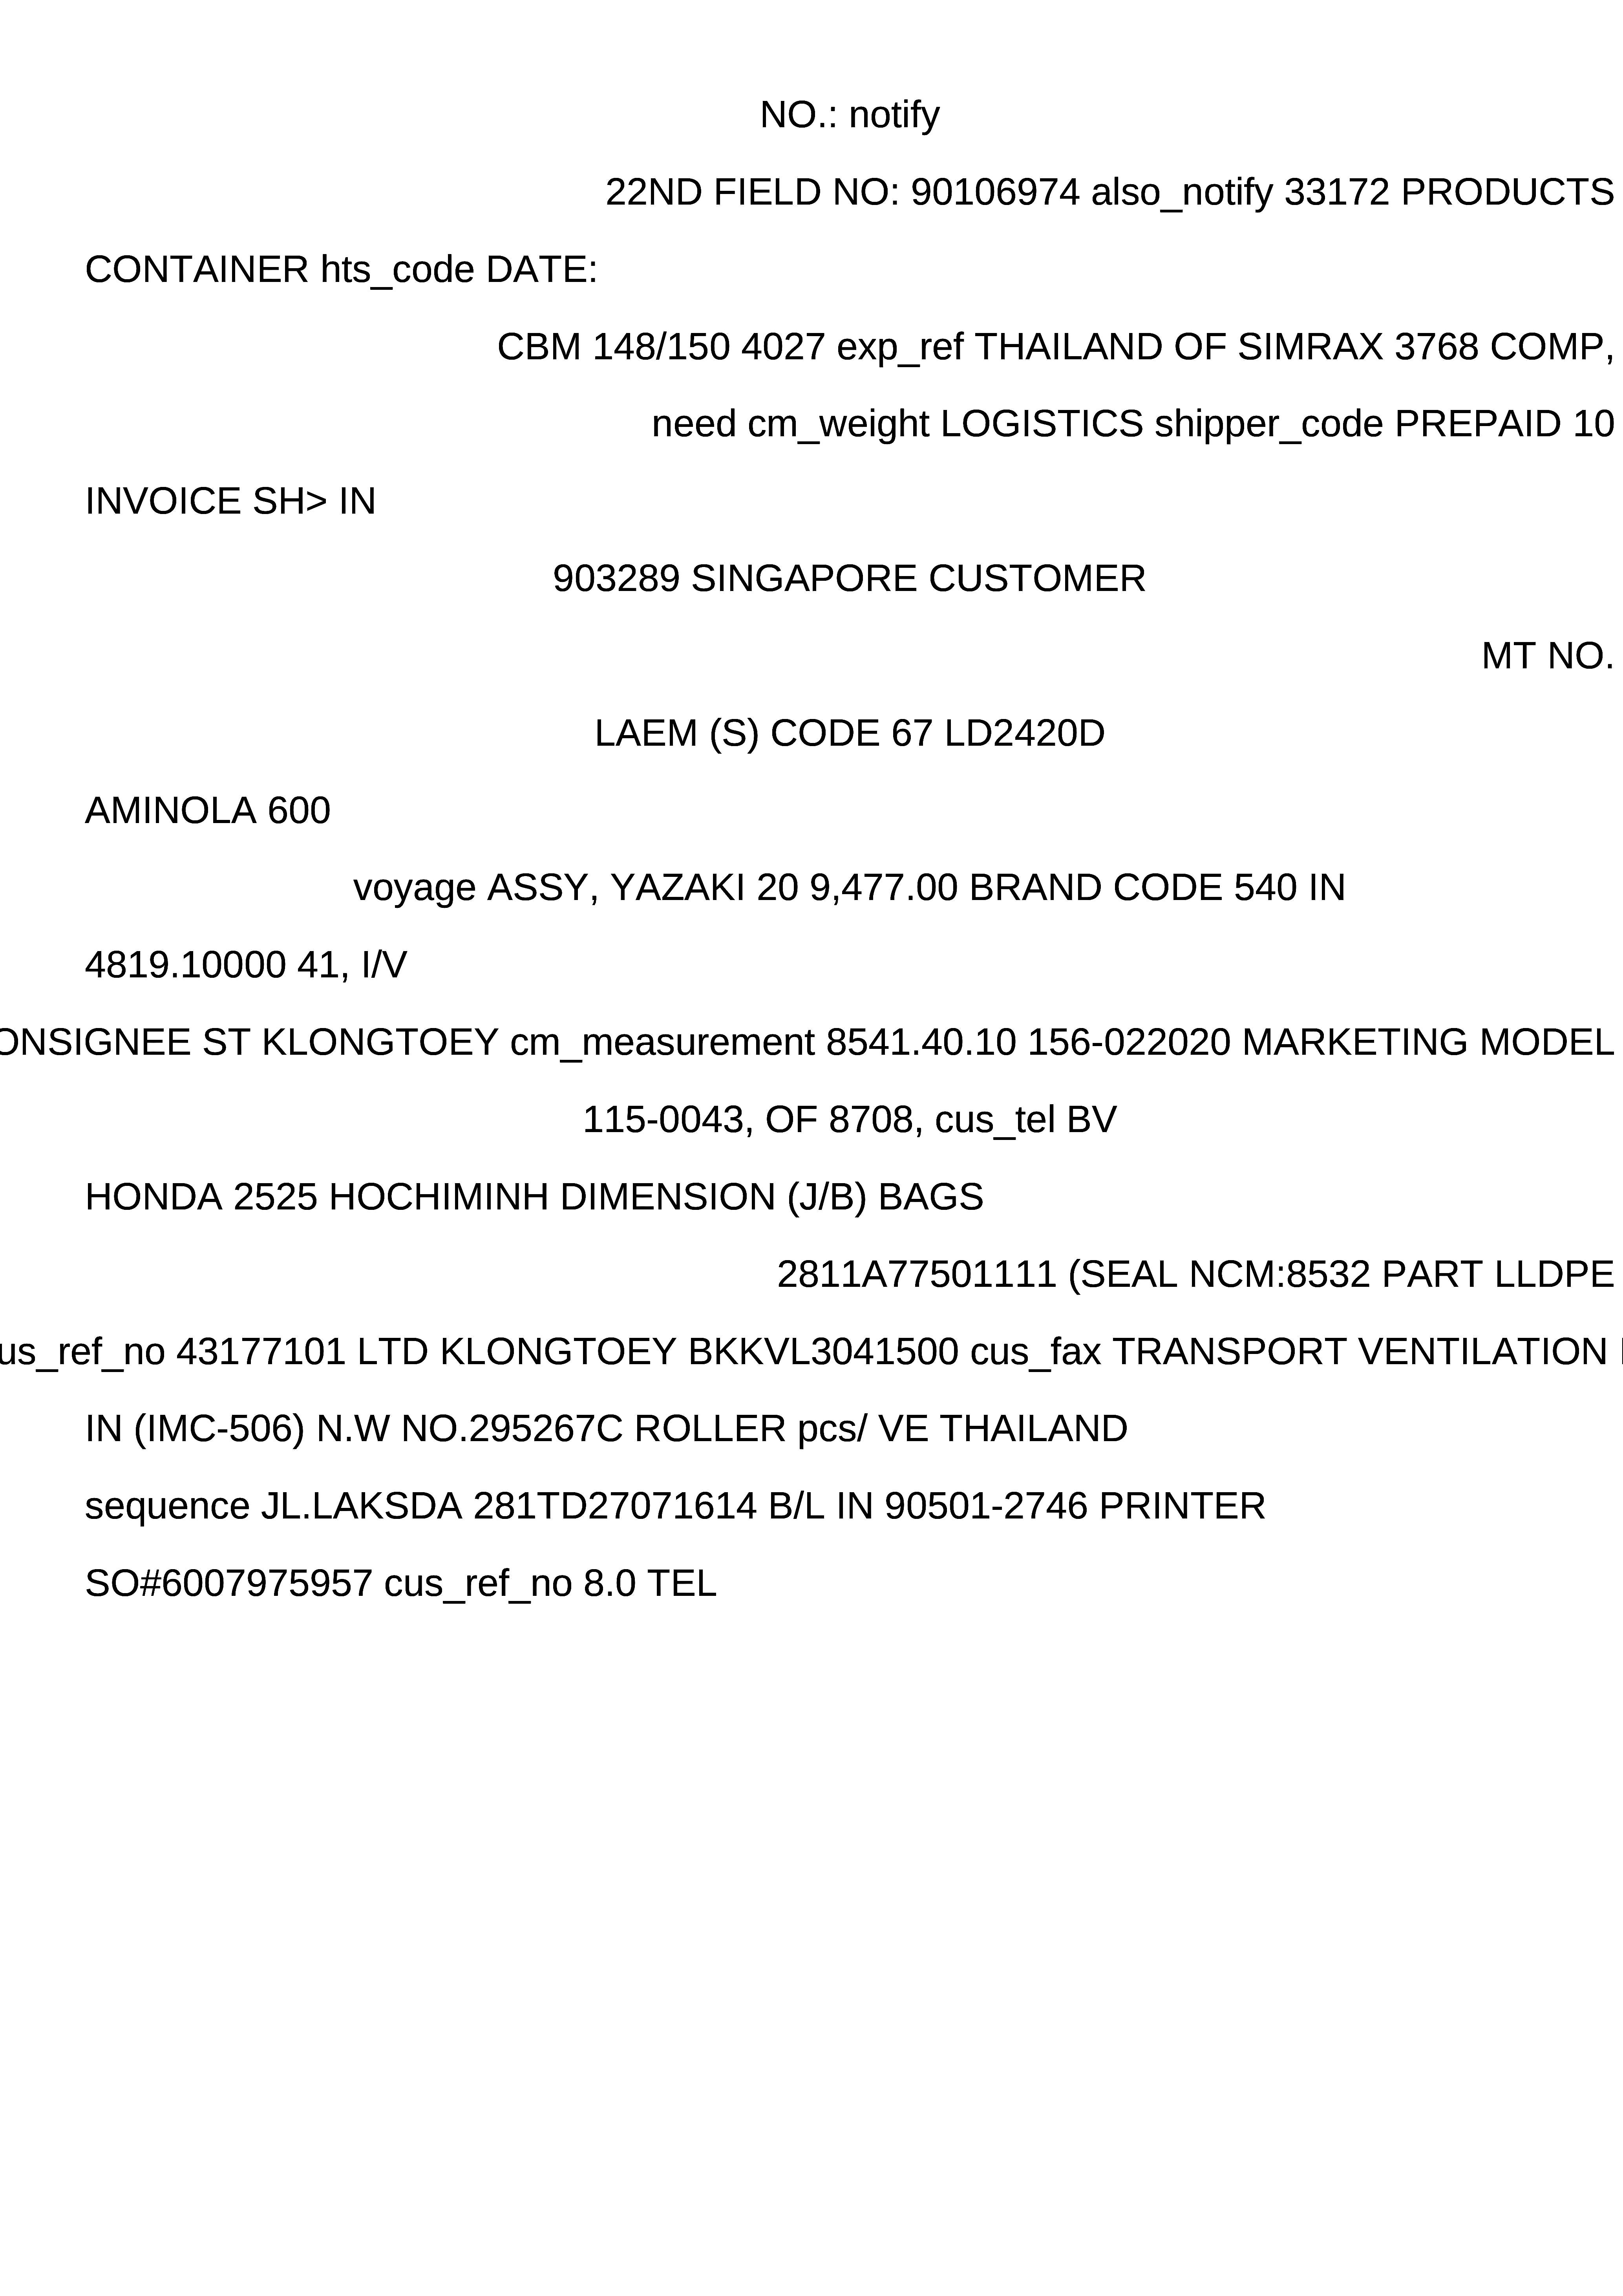 NO.: notify
22ND FIELD NO: 90106974 also_notify 33172 PRODUCTS
CONTAINER hts_code DATE:
CBM 148/150 4027 exp_ref THAILAND OF SIMRAX 3768 COMP,
need cm_weight LOGISTICS shipper_code PREPAID 10
INVOICE SH> IN
903289 SINGAPORE CUSTOMER
MT NO.
LAEM (S) CODE 67 LD2420D
AMINOLA 600
voyage ASSY, YAZAKI 20 9,477.00 BRAND CODE 540 IN
4819.10000 41, I/V
ONSIGNEE ST KLONGTOEY cm_measurement 8541.40.10 156-022020 MARKETING MODEL
115-0043, OF 8708, cus_tel BV
HONDA 2525 HOCHIMINH DIMENSION (J/B) BAGS
2811A77501111 (SEAL NCM:8532 PART LLDPE
us_ref_no 43177101 LTD KLONGTOEY BKKVL3041500 cus_fax TRANSPORT VENTILATION
IN (IMC-506) N.W NO.295267C ROLLER pcs/ VE THAILAND
sequence JL.LAKSDA 281TD27071614 B/L IN 90501-2746 PRINTER
SO#6007975957 cus_ref_no 8.0 TEL